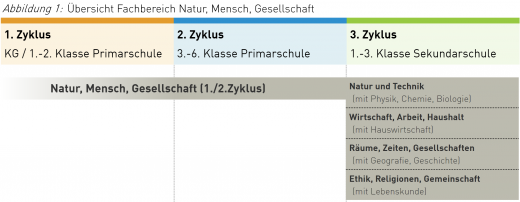 Abbildung 1: Übersicht Fachbereich Natur, Mensch, Gesellschaft
1. Zyklus
KG / 1.-2. Klasse Primarschule
2. Zyklus
3.-6. Klasse Primarschule
3. Zyklus
1.-3. Klasse Sekundarschule
Natur, Mensch, Gesellschaft (1./2.Zyklus)
Natur und Technik
(mit Physik, Chemie, Biologie)
Wirtschaft, Arbeit, Haushalt
(mit Hauswirtschaft)
Räume, Zeiten, Gesellschaften
(mit Geografie, Geschichte)
Ethik, Religionen, Gemeinschaft
(mit Lebenskunde)